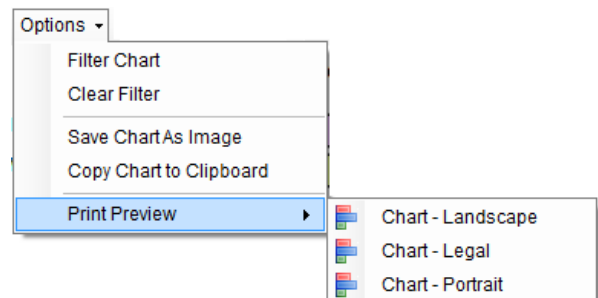 Options
Filter Chart
Clear Filter
Save Chart As Image
Copy Chart to Clipboard
Print Preview
Chart - Landscape
Chart - Legal
Chart - Portrait